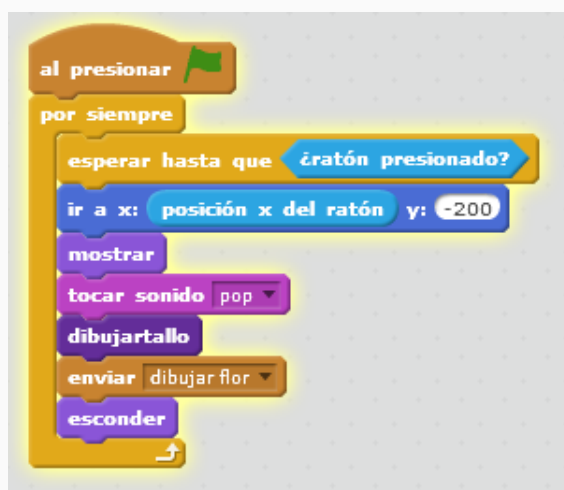 al presionar
por siempre
esperar hasta que ¿ratón presionado?
ir a x: posición x del ratón y: -200
mostrar
tocar sonido pop
dibujartallo
enviar dibujar flor
esconder